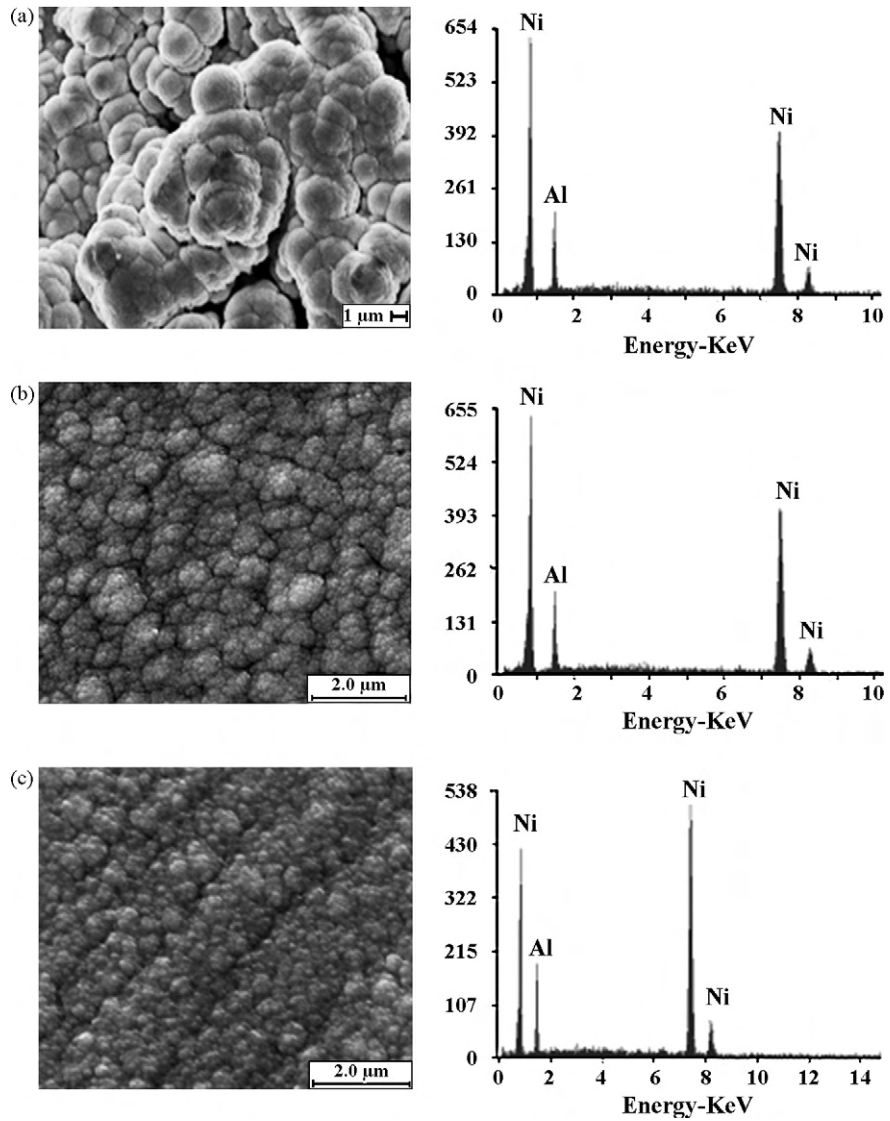 (a)
1 µm
654
523
392
261
130
0
Ni
Al
Ni
Ni
0 2 4 6 8 10
Energy-KeV
(b)
2.0 µm
655
524
393
262
131
0
Ni
Al
Ni
Ni
0 2 4 6 8 10
Energy-KeV
(c)
2.0 µm
538
430
322
215
107
0
Ni
Al
Ni
Ni
0 2 4 6 8 10 12 14
Energy-KeV